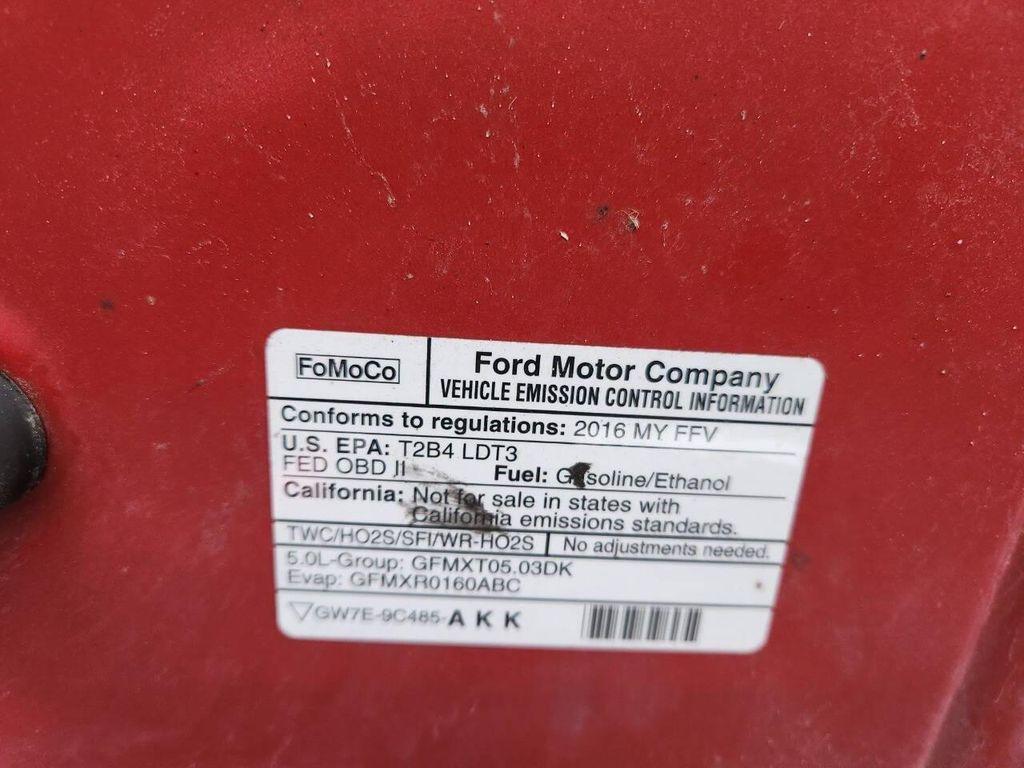 FoMoCo
Ford Motor Company
VEHICLE EMISSION CONTROL INFORMATION
Conforms to regulations: 2016 MY FFV
U.S. EPA: T2B4 LDT3
FED OBD II
Fuel: Gasoline/Ethanol
California: Not for sale in states with
California emissions standards.
TWC/HO2S/SFI/WR-HO2S
No adjustments needed.
5.0L-Group: GFMXT05.03DK
Evap: GFMXR0160ABC
GW7E-9C485-AKK